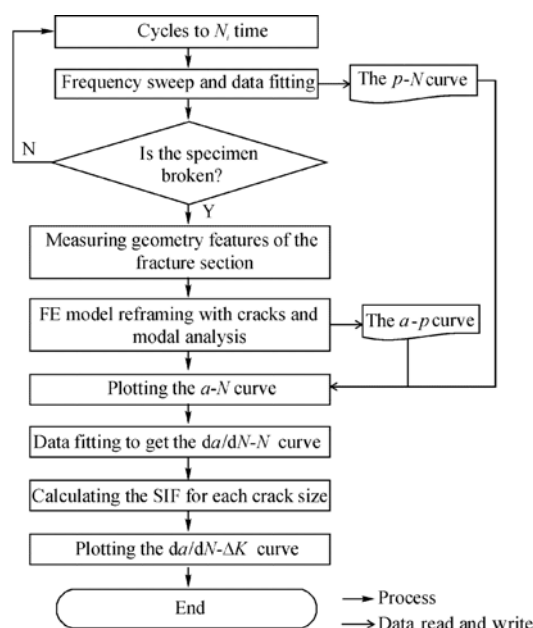 Cycles to Nᵢ time
Frequency sweep and data fitting
The p-N curve
N
Is the specimen
broken?
Y
Measuring geometry features of the
fracture section
FE model reframing with cracks and
modal analysis
The a-p curve
Plotting the a-N curve
Data fitting to get the da/dN-N curve
Calculating the SIF for each crack size
Plotting the da/dN-ΔK curve
End
Process
Data read and write